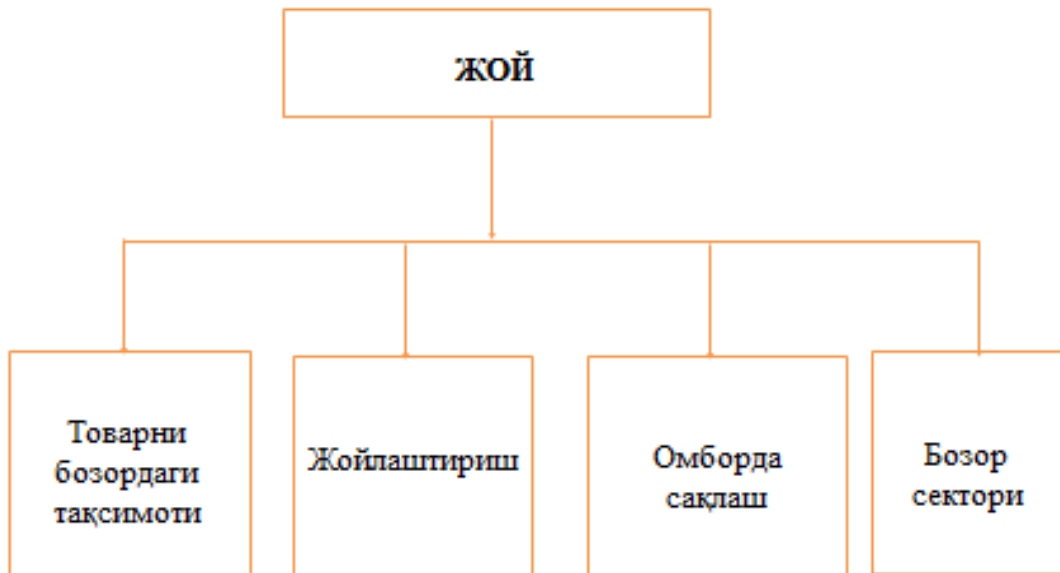 ЖОЙ
Товарни
бозордаги
тақсимоти
Жойлаштириш
Омборда
сақлаш
Бозор
сектори